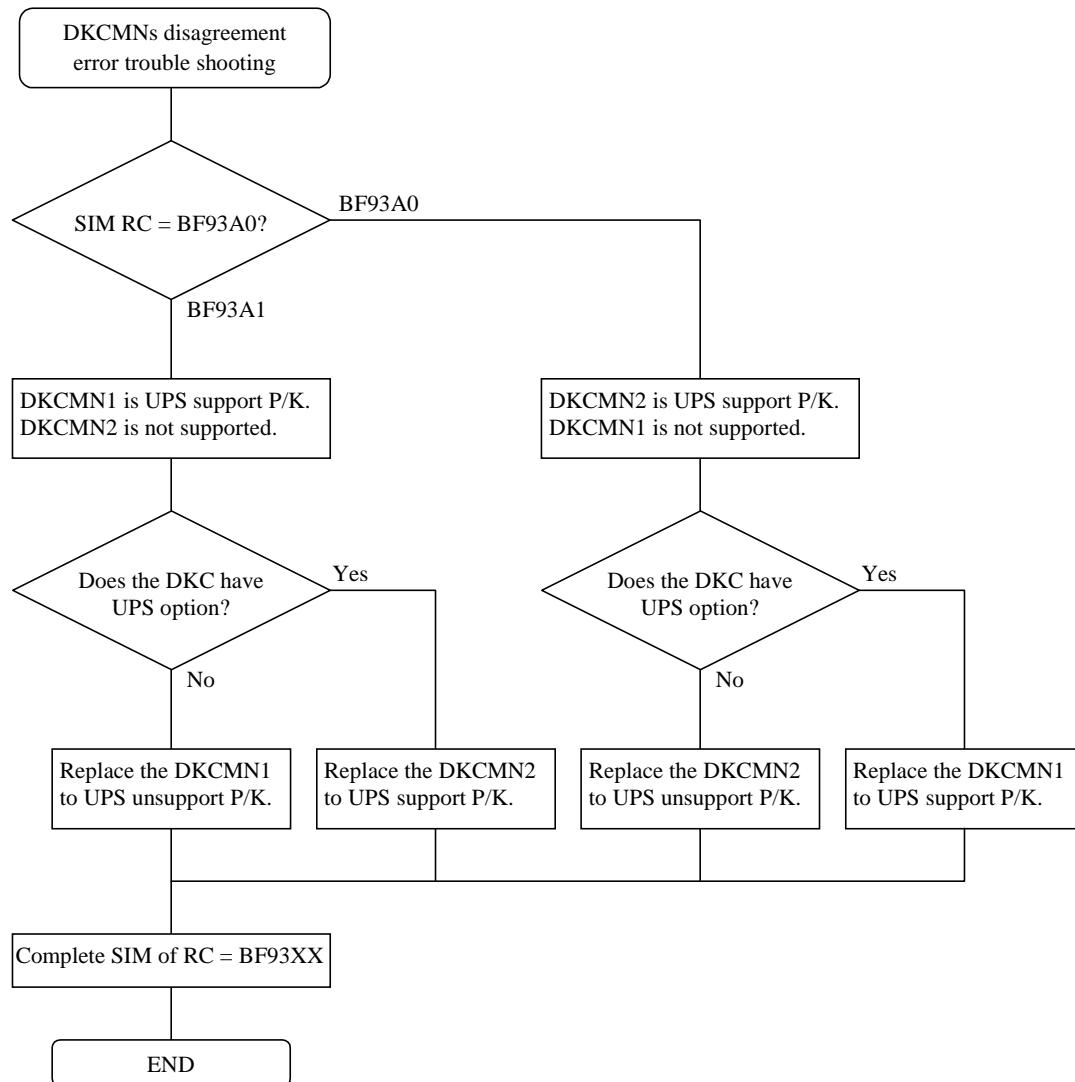 DKCMNs disagreement
error trouble shooting
SIM RC = BF93A0?
BF93A0
BF93A1
DKCMN1 is UPS support P/K.
DKCMN2 is not supported.
DKCMN2 is UPS support P/K.
DKCMN1 is not supported.
Does the DKC have
UPS option?
Yes
No
Does the DKC have
UPS option?
Yes
No
Replace the DKCMN1
to UPS unsupport P/K.
Replace the DKCMN2
to UPS support P/K.
Replace the DKCMN2
to UPS unsupport P/K.
Replace the DKCMN1
to UPS support P/K.
Complete SIM of RC = BF93XX
END